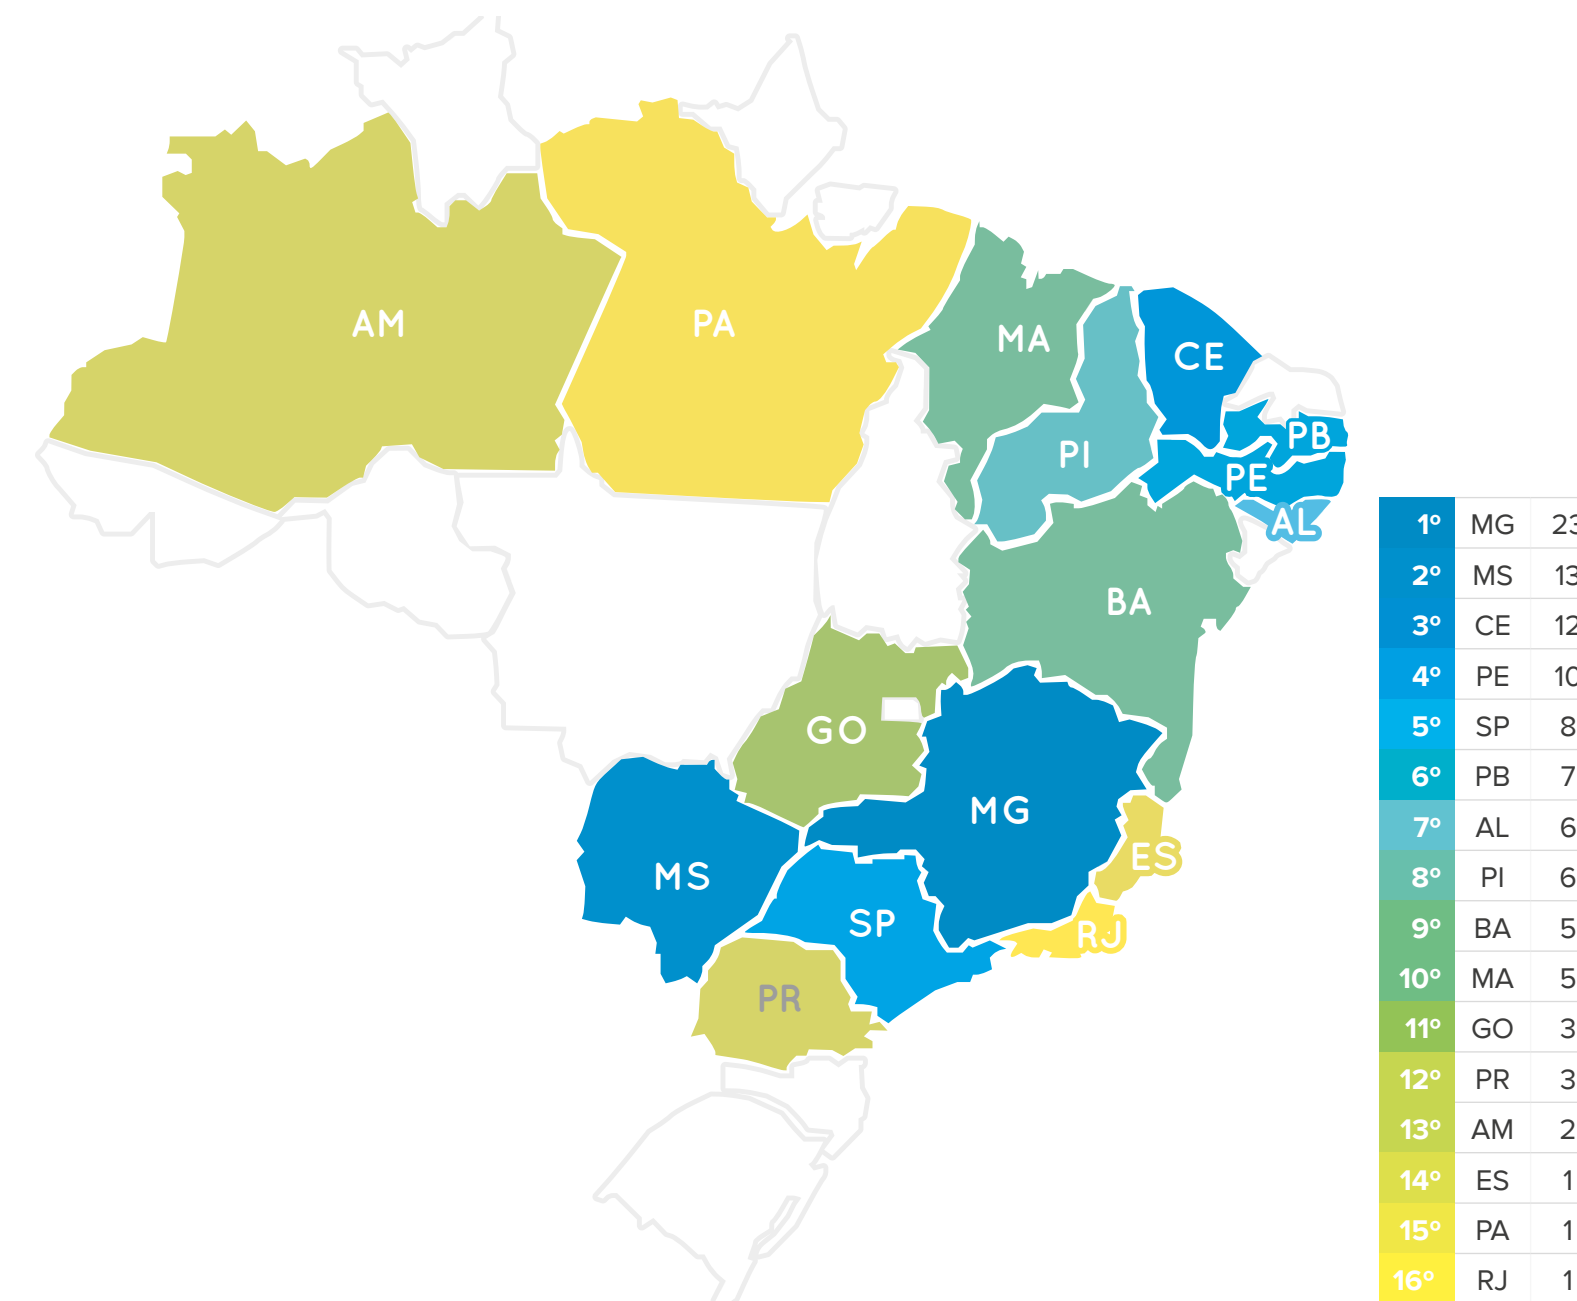 AM
PA
MA
CE
PB
PI
PE
AL
BA
GO
MG
MS
ES
SP
RJ
PR
1º MG 23
2º MS 13
3º CE 12
4º PE 10
5º SP 8
6º PB 7
7º AL 6
8º PI 6
9º BA 5
10º MA 5
11º GO 3
12º PR 3
13º AM 2
14º ES 1
15º PA 1
16º RJ 1